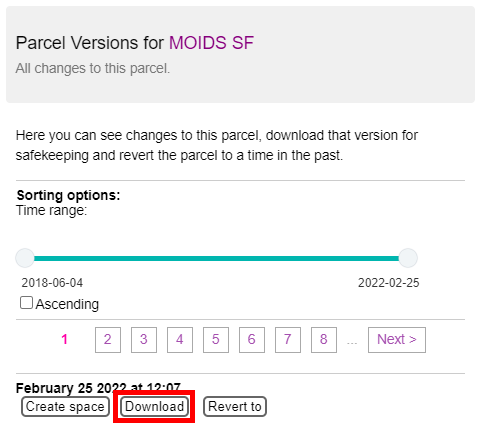 Parcel Versions for MOIDS SF
All changes to this parcel.
Here you can see changes to this parcel, download that version for
safekeeping and revert the parcel to a time in the past.
Sorting options:
Time range:
2018-06-04 2022-02-25
Ascending
1 2 3 4 5 6 7 8 ... Next >
February 25 2022 at 12:07
Create space Download Revert to